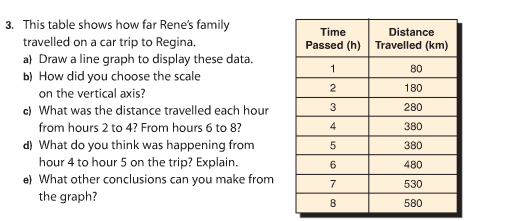 3. This table shows how far Rene's family
travelled on a car trip to Regina.
a) Draw a line graph to display these data.
b) How did you choose the scale
on the vertical axis?
c) What was the distance travelled each hour
from hours 2 to 4? From hours 6 to 8?
d) What do you think was happening from
hour 4 to hour 5 on the trip? Explain.
e) What other conclusions can you make from
the graph?
Time Distance
Passed (h) Travelled (km)
1 80
2 180
3 280
4 380
5 380
6 480
7 530
8 580